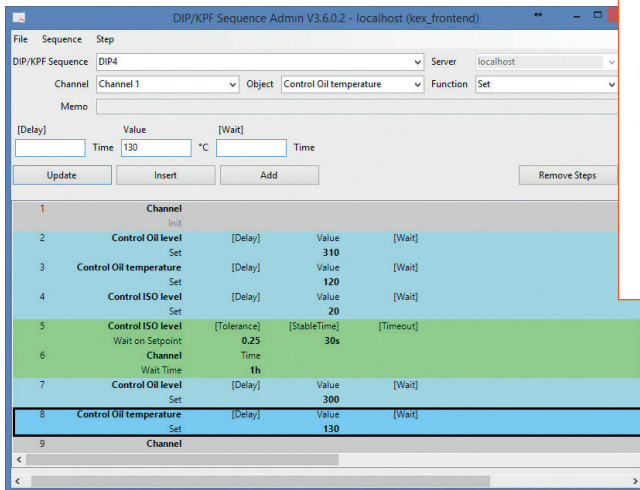 DIP/KPF Sequence Admin V3.6.0.2 - localhost (kex_frontend)
File Sequence Step
DIP/KPF Sequence DIP4 Server localhost
Channel Channel 1 Object Control Oil temperature Function Set
Memo
[Delay] Value [Wait]
Time 130 °C Time
Update Insert Add Remove Steps
1 Channel
Init
2 Control Oil level [Delay] Value [Wait]
Set 310
3 Control Oil temperature [Delay] Value [Wait]
Set 120
4 Control ISO level [Delay] Value [Wait]
Set 20
5 Control ISO level [Tolerance] [StableTime] [Timeout]
Wait on Setpoint 0.25 30s
6 Channel Time
Wait Time 1h
7 Control Oil level [Delay] Value [Wait]
Set 300
8 Control Oil temperature [Delay] Value [Wait]
Set 130
9 Channel